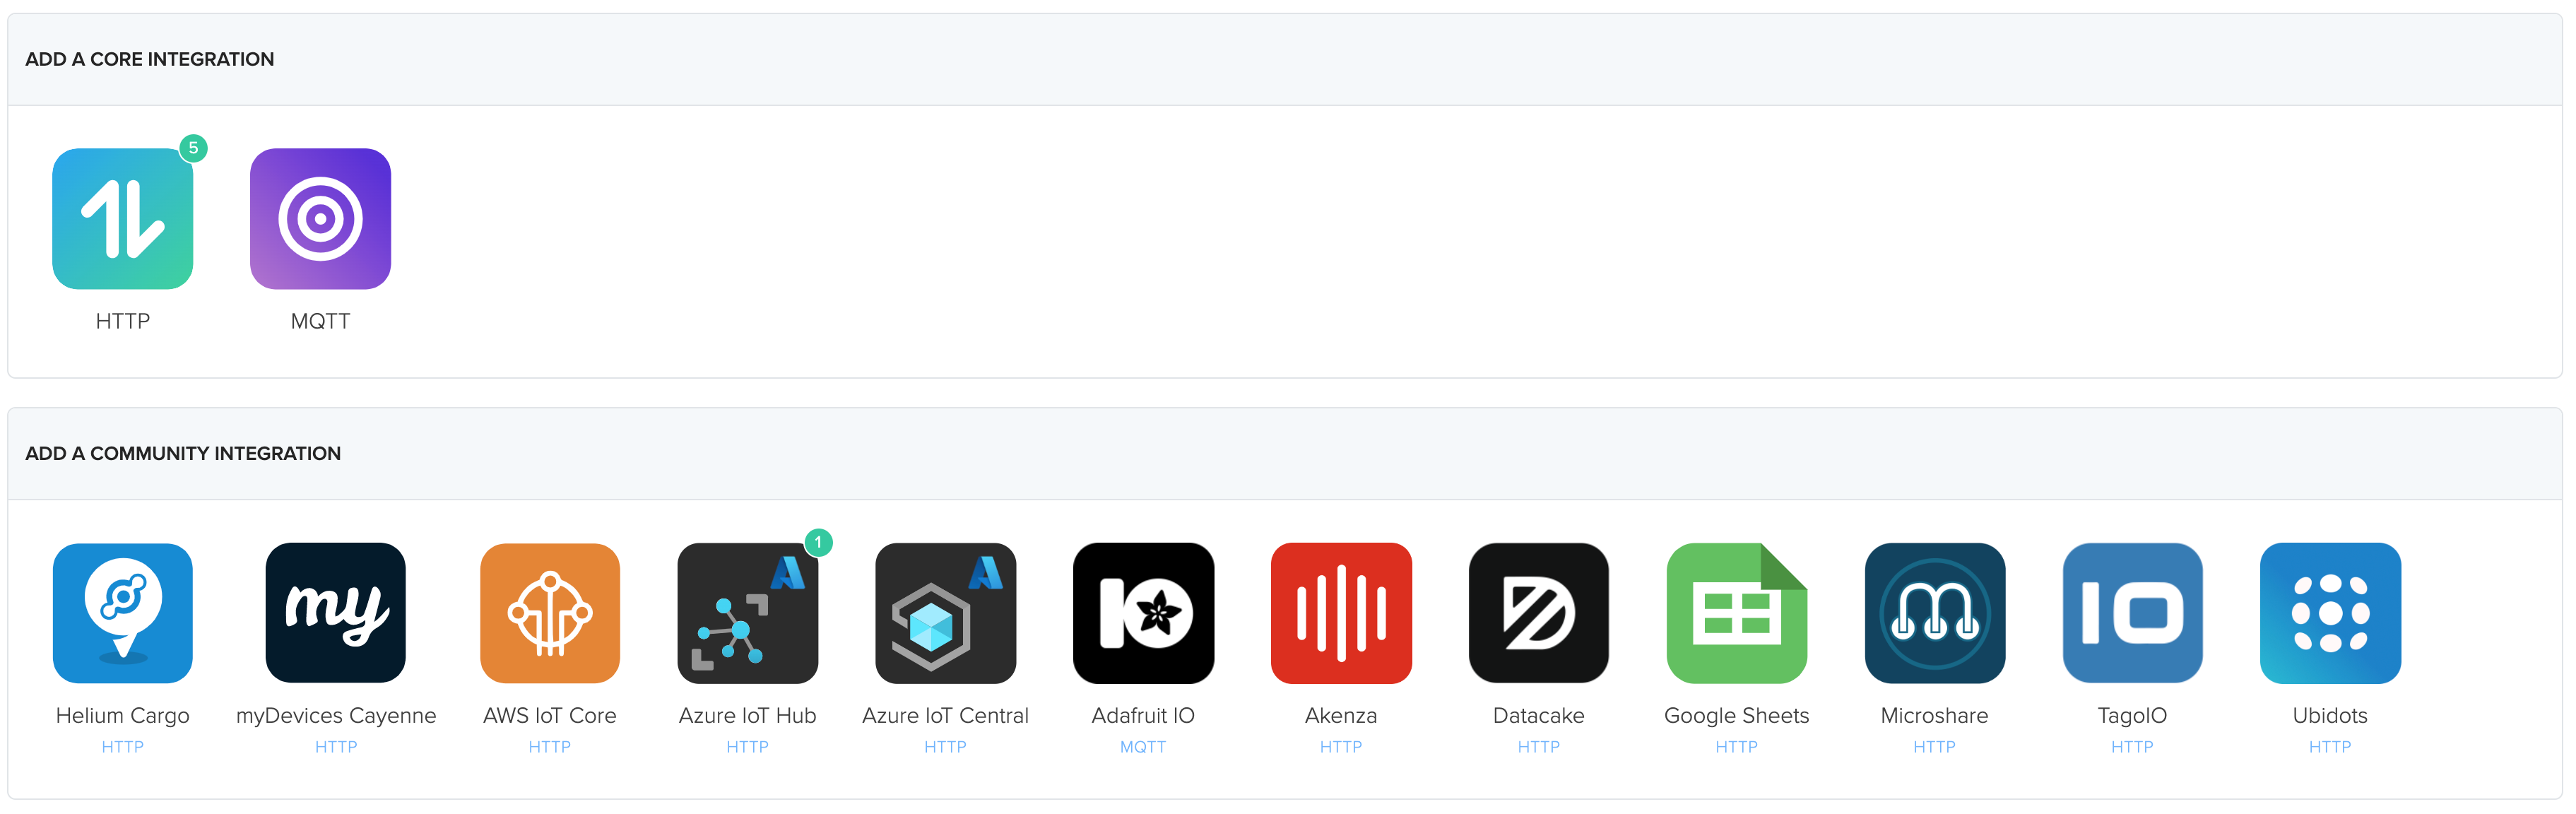 ADD A CORE INTEGRATION
5
HTTP MQTT
ADD A COMMUNITY INTEGRATION
1
my IO IO
Helium Cargo myDevices Cayenne AWS IoT Core Azure IoT Hub Azure IoT Central Adafruit IO Akenza Datacake Google Sheets Microshare TagoIO Ubidots
HTTP HTTP HTTP HTTP HTTP MQTT HTTP HTTP HTTP HTTP HTTP HTTP